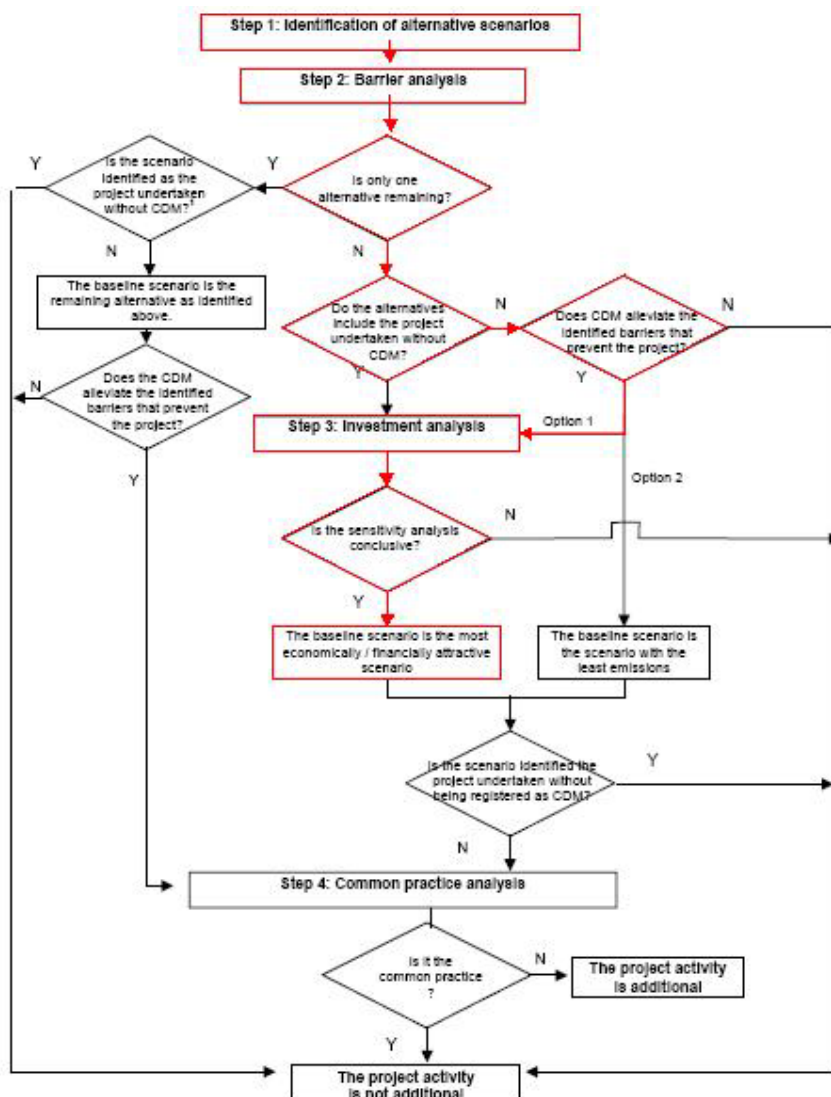 Step 1: Identification of alternative scenarios
Step 2: Barrier analysis
Y
Is the scenario
identified as the
project undertaken
without CDM?¹
Y
Is only one
alternative remaining?
N
N
The baseline scenario is the
remaining alternative as identified
above.
Do the alternatives
include the project
undertaken without
CDM?
N
Does CDM alleviate the
identified barriers that
prevent the project?
N
Y
Y
N
Does the CDM
alleviate the identified
barriers that prevent
the project?
Y
Step 3: Investment analysis
Option 1
Option 2
Is the sensitivity analysis
conclusive?
N
Y
The baseline scenario is the most
economically / financially attractive
scenario
The baseline scenario is
the scenario with the
least emissions
Is the scenario identified the
project undertaken without
being registered as CDM?
Y
N
Step 4: Common practice analysis
Is it the
common practice
?
N
The project activity
is additional
Y
The project activity
is not additional